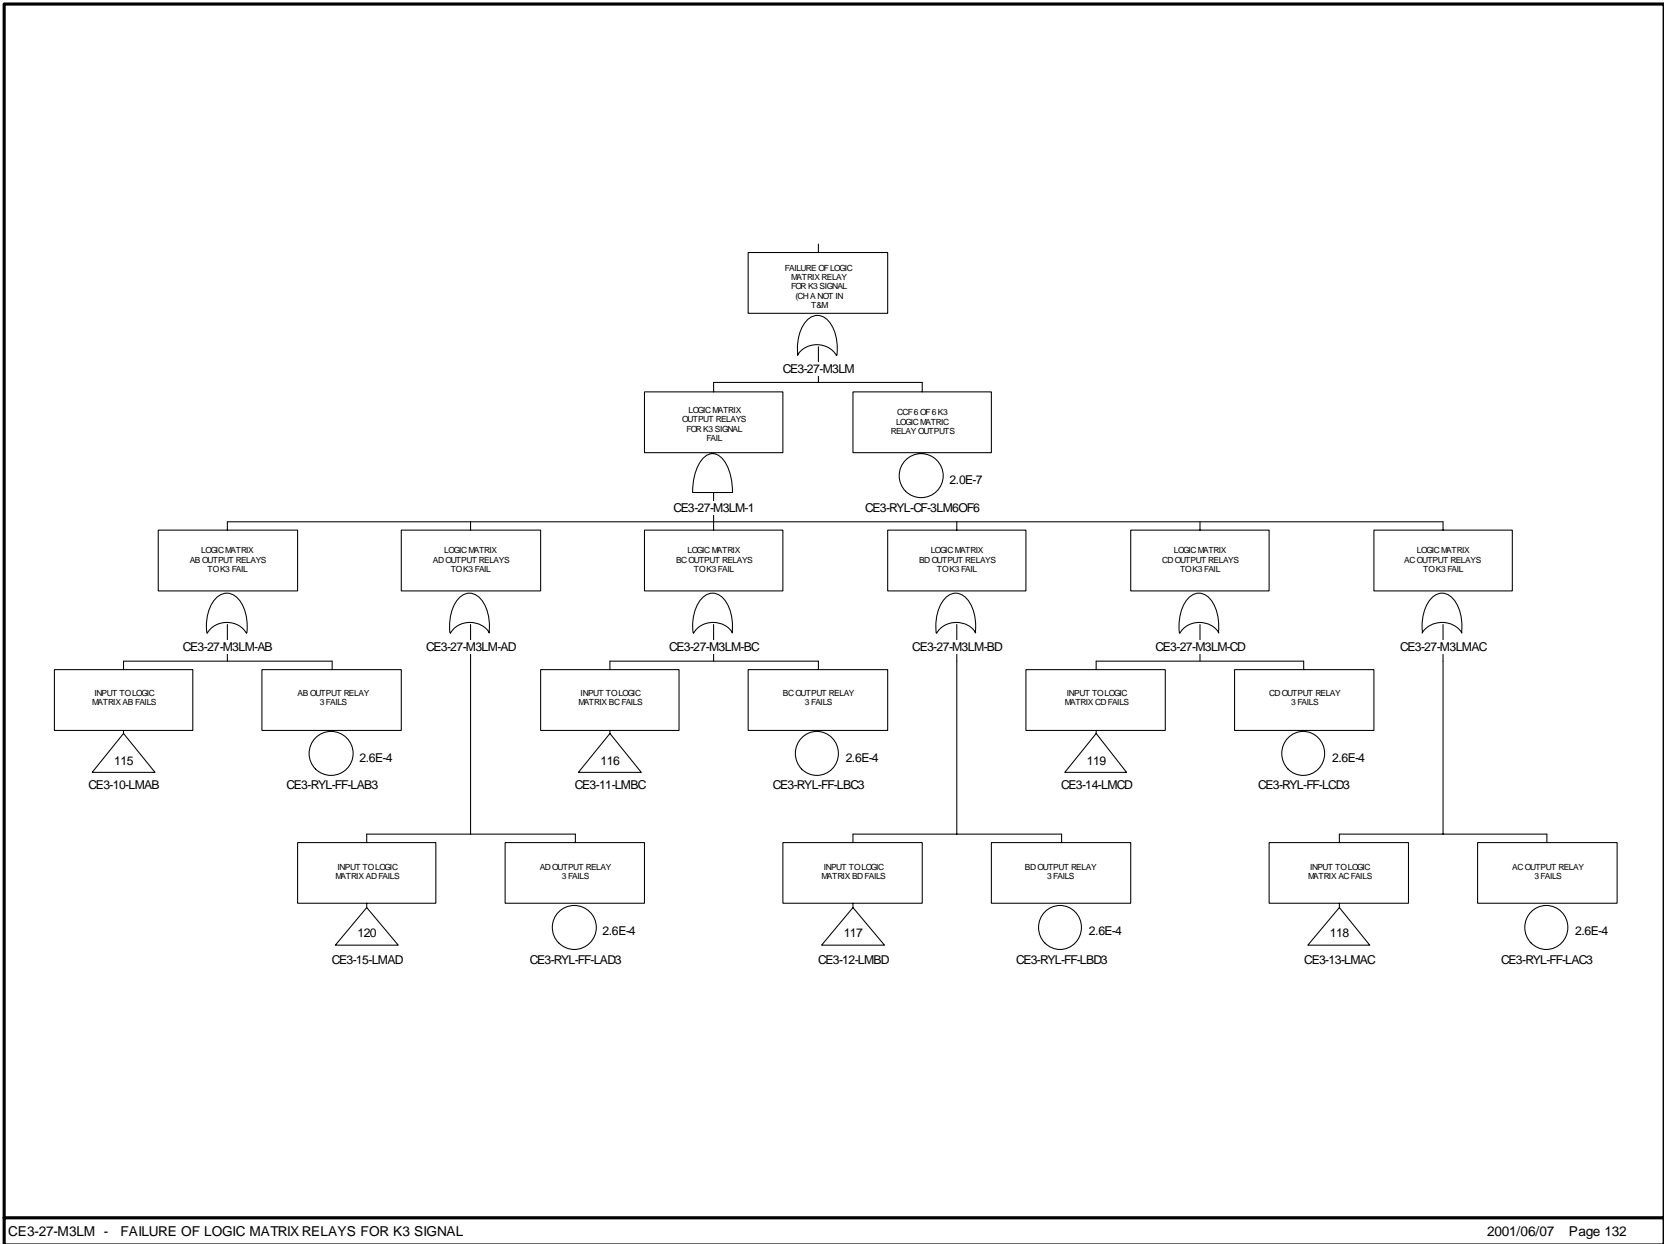 FAILURE OF LOGIC
MATRIX RELAY
FOR K3 SIGNAL
(CH A NOT IN
T&M
CE3-27-M3LM
LOGIC MATRIX
OUTPUT RELAYS
FOR K3 SIGNAL
FAIL
CE3-27-M3LM-1
CCF 6 OF 6 K3
LOGIC MATRIC
RELAY OUTPUTS
2.0E-7
CE3-RYL-CF-3LM6OF6
LOGIC MATRIX
AB OUTPUT RELAYS
TO K3 FAIL
CE3-27-M3LM-AB
LOGIC MATRIX
AD OUTPUT RELAYS
TO K3 FAIL
CE3-27-M3LM-AD
LOGIC MATRIX
BC OUTPUT RELAYS
TO K3 FAIL
CE3-27-M3LM-BC
LOGIC MATRIX
BD OUTPUT RELAYS
TO K3 FAIL
CE3-27-M3LM-BD
LOGIC MATRIX
CD OUTPUT RELAYS
TO K3 FAIL
CE3-27-M3LM-CD
LOGIC MATRIX
AC OUTPUT RELAYS
TO K3 FAIL
CE3-27-M3LMAC
INPUT TO LOGIC
MATRIX AB FAILS
115
CE3-10-LMAB
AB OUTPUT RELAY
3 FAILS
2.6E-4
CE3-RYL-FF-LAB3
INPUT TO LOGIC
MATRIX BC FAILS
116
CE3-11-LMBC
BC OUTPUT RELAY
3 FAILS
2.6E-4
CE3-RYL-FF-LBC3
INPUT TO LOGIC
MATRIX CD FAILS
119
CE3-14-LMCD
CD OUTPUT RELAY
3 FAILS
2.6E-4
CE3-RYL-FF-LCD3
INPUT TO LOGIC
MATRIX AD FAILS
120
CE3-15-LMAD
AD OUTPUT RELAY
3 FAILS
2.6E-4
CE3-RYL-FF-LAD3
INPUT TO LOGIC
MATRIX BD FAILS
117
CE3-12-LMBD
BD OUTPUT RELAY
3 FAILS
2.6E-4
CE3-RYL-FF-LBD3
INPUT TO LOGIC
MATRIX AC FAILS
118
CE3-13-LMAC
AC OUTPUT RELAY
3 FAILS
2.6E-4
CE3-RYL-FF-LAC3
CE3-27-M3LM - FAILURE OF LOGIC MATRIX RELAYS FOR K3 SIGNAL
2001/06/07 Page 132